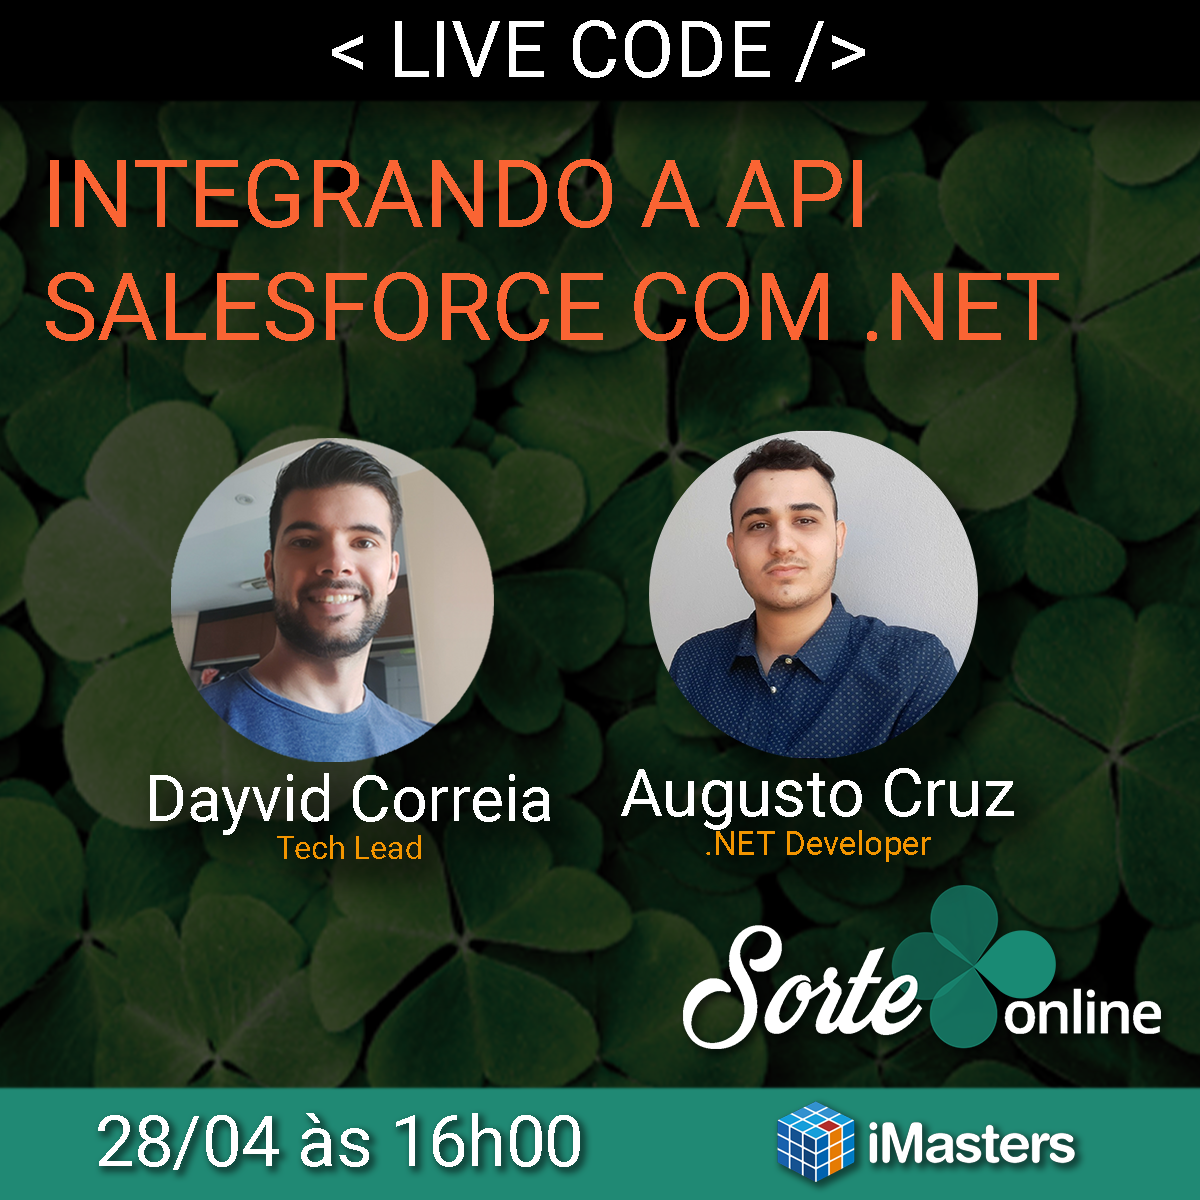 < LIVE CODE />
INTEGRANDO A API
SALESFORCE COM .NET
Dayvid Correia
Tech Lead
Augusto Cruz
.NET Developer
Sorte online
28/04 às 16h00
iMasters